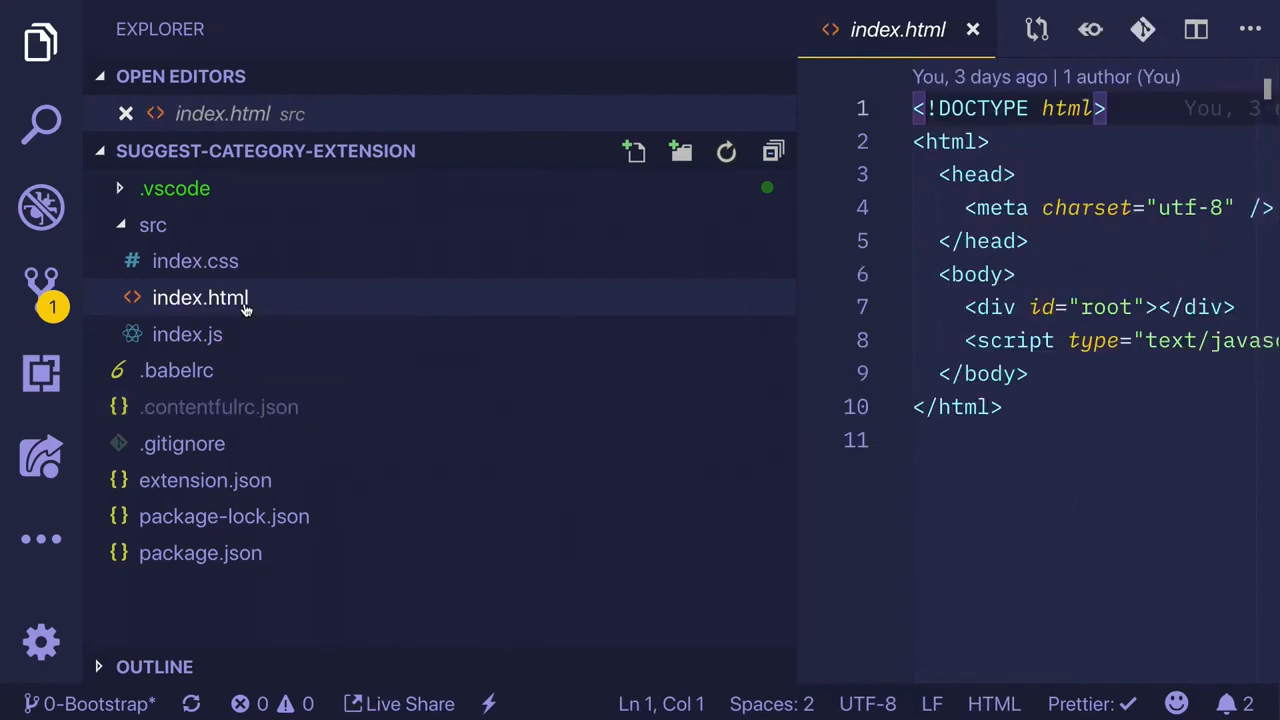 EXPLORER
OPEN EDITORS
index.html src
SUGGEST-CATEGORY-EXTENSION
.vscode
src
# index.css
<> index.html
index.js
1
.babelrc
{} .contentfulrc.json
.gitignore
{} extension.json
{} package-lock.json
{} package.json
OUTLINE
<> index.html
You, 3 days ago | 1 author (You)
1 <!DOCTYPE html> You, 3
2 <html>
3 <head>
4 <meta charset="utf-8" />
5 </head>
6 <body>
7 <div id="root"></div>
8 <script type="text/javas
9 </body>
10 </html>
11
0-Bootstrap* 0 0 Live Share Ln 1, Col 1 Spaces: 2 UTF-8 LF HTML Prettier: ✓ 2